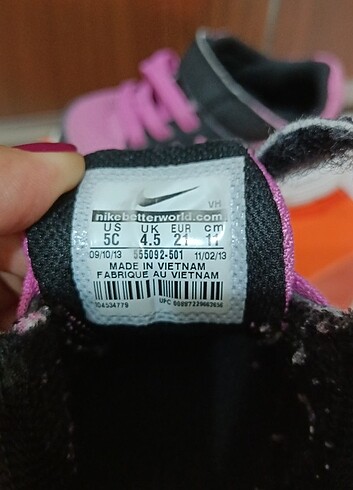 VH
nikebetterworld.com
US UK EUR cm
5C 4.5 21 11
09/10/13 555092-501 11/02/13
MADE IN VIETNAM
FABRIQUE AU VIETNAM
UPC